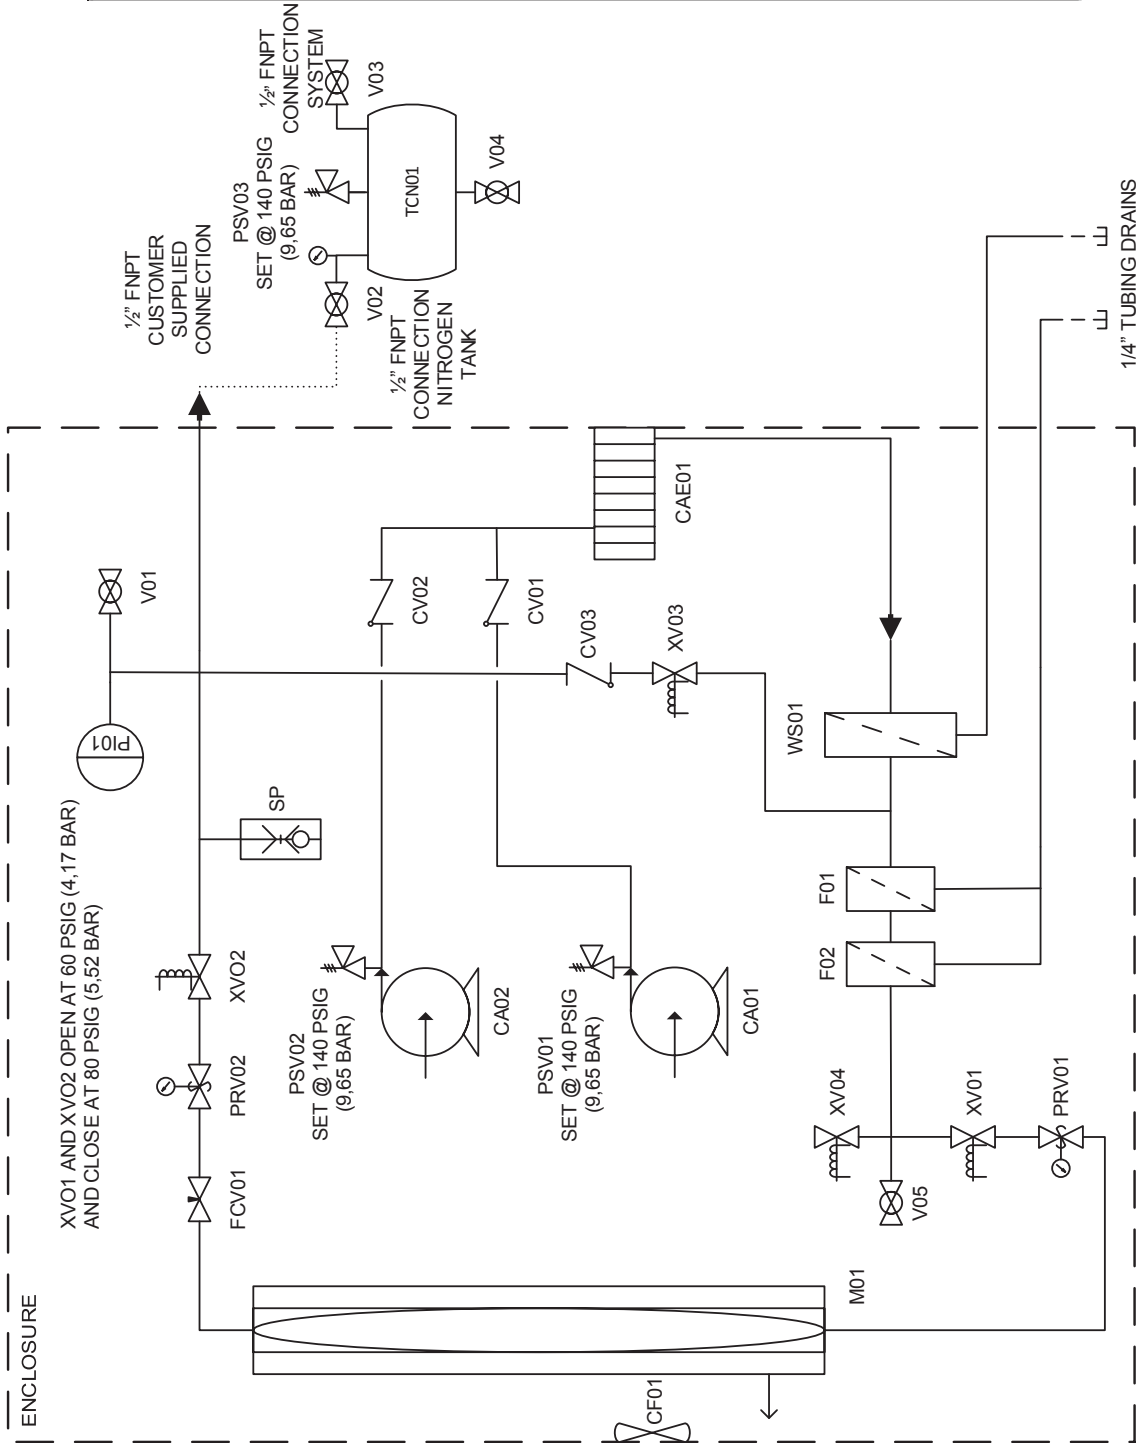 ENCLOSURE
XVO1 AND XVO2 OPEN AT 60 PSIG (4,17 BAR)
AND CLOSE AT 80 PSIG (5,52 BAR)
FCV01
PRV02
XVO2
SP
PI01
V01
½" FNPT
CUSTOMER
SUPPLIED
CONNECTION
PSV03
SET @ 140 PSIG
(9,65 BAR)
½" FNPT
CONNECTION
SYSTEM
V03
V02
TCN01
V04
½" FNPT
CONNECTION
NITROGEN
TANK
PSV02
SET @ 140 PSIG
(9,65 BAR)
CA02
CV02
PSV01
SET @ 140 PSIG
(9,65 BAR)
CA01
CV01
CV03
XV03
CAE01
WS01
F01
F02
XV04
XV01
PRV01
V05
M01
CF01
1/4" TUBING DRAINS